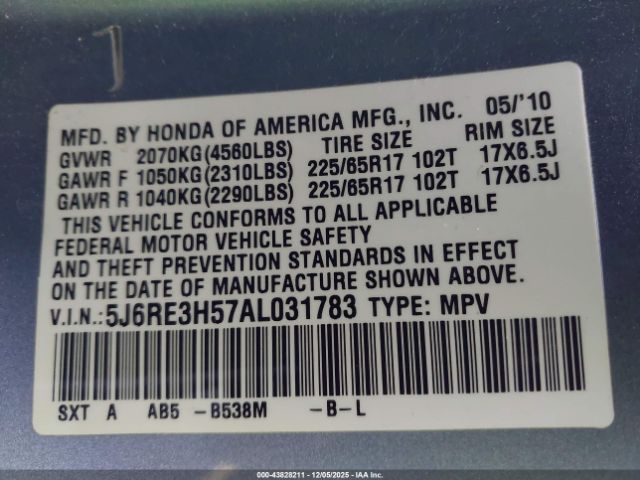 MFD. BY HONDA OF AMERICA MFG., INC. 05/'10
GVWR 2070KG(4560LBS) TIRE SIZE RIM SIZE
GAWR F 1050KG(2310LBS) 225/65R17 102T 17X6.5J
GAWR R 1040KG(2290LBS) 225/65R17 102T 17X6.5J
THIS VEHICLE CONFORMS TO ALL APPLICABLE
FEDERAL MOTOR VEHICLE SAFETY
AND THEFT PREVENTION STANDARDS IN EFFECT
ON THE DATE OF MANUFACTURE SHOWN ABOVE.
V.I.N.:5J6RE3H57AL031783 TYPE: MPV
SXT A AB5 -B538M -B-L
000-43828211 - 12/05/2025 - IAA Inc.